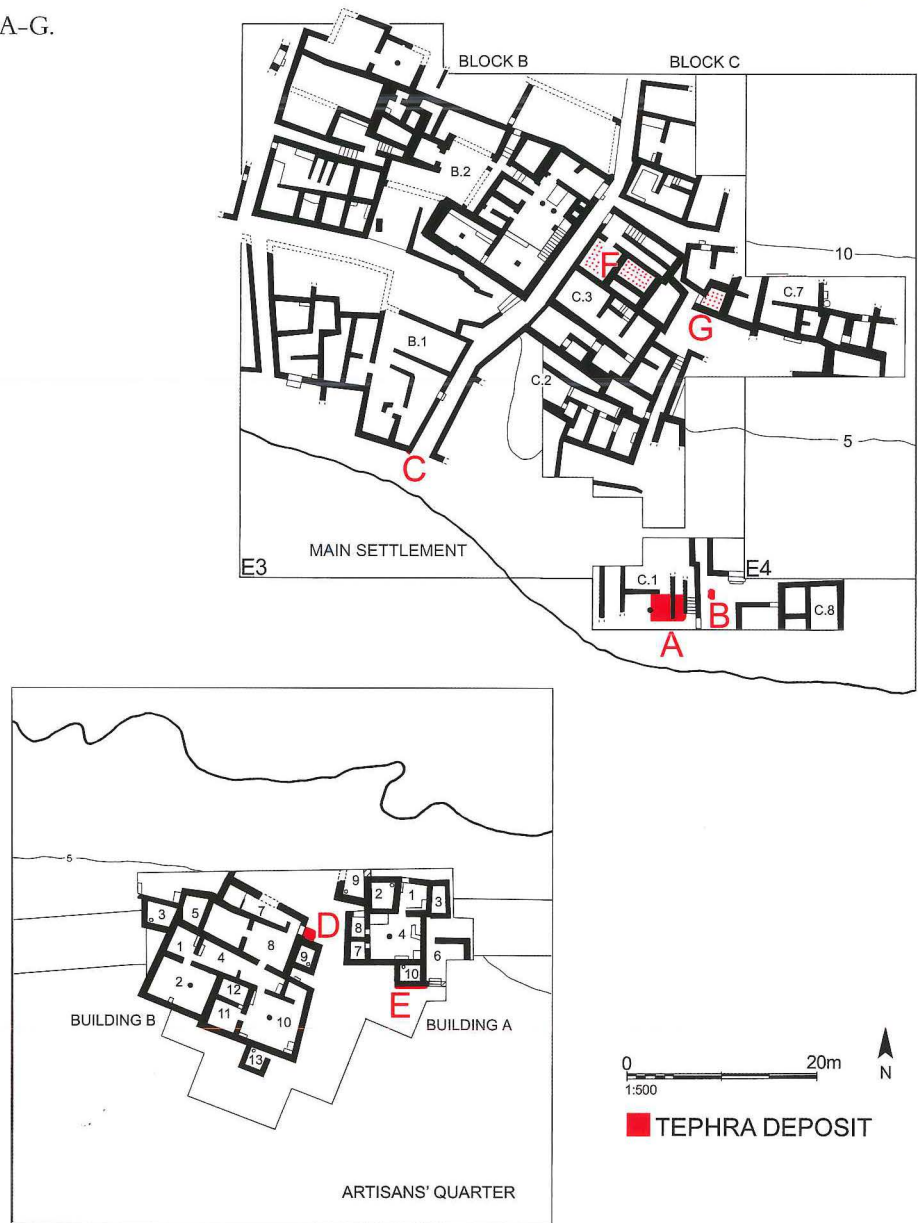 A-G.
BLOCK B
BLOCK C
B.2
10
F
C.3
C.7
G
B.1
C.2
5
C
MAIN SETTLEMENT
E3
E4
C.1
B
C.8
A
5
9
2
1
3
3
5
7
D
8
4
1
4
8
9
7
6
2
12
10
E
11
10
BUILDING B
BUILDING A
13
0 20m
1:500
N
TEPHRA DEPOSIT
ARTISANS' QUARTER